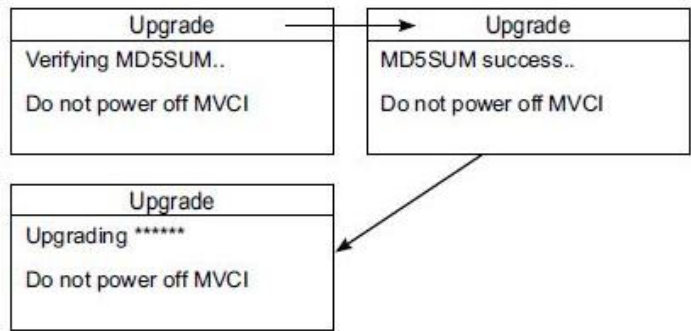 Upgrade
Verifying MD5SUM..
Do not power off MVCI
Upgrade
MD5SUM success..
Do not power off MVCI
Upgrade
Upgrading ******
Do not power off MVCI